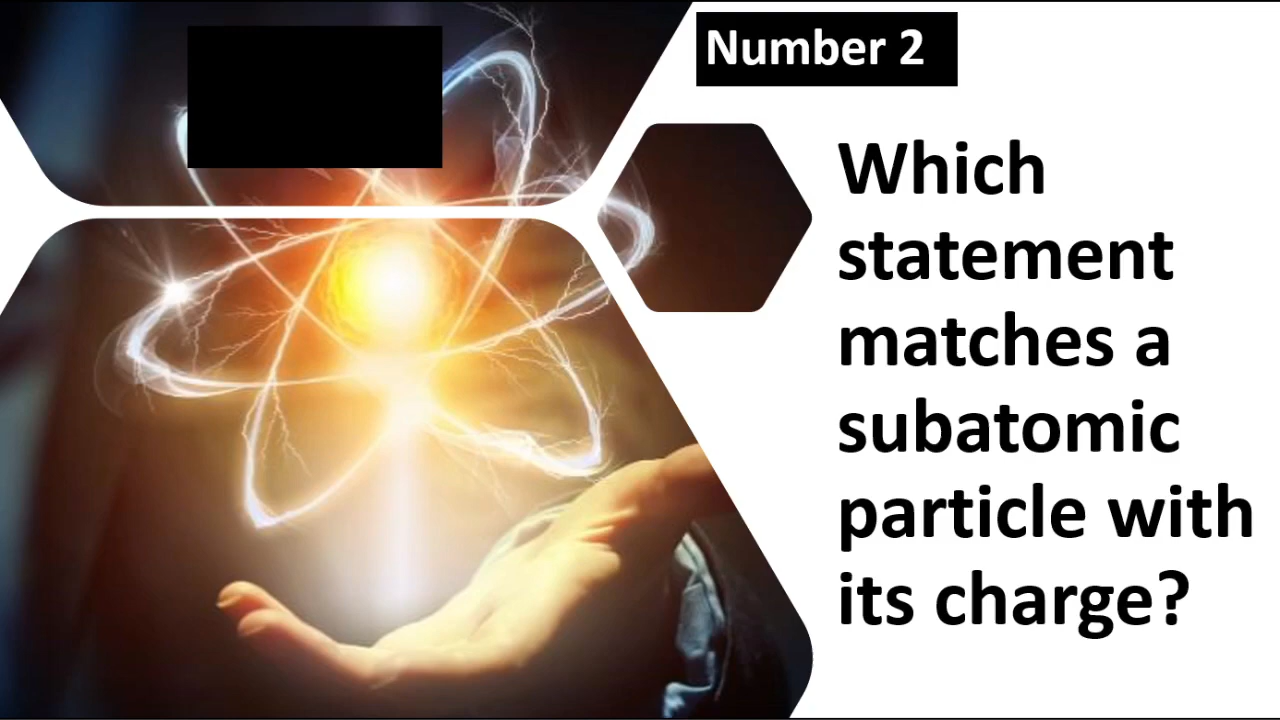 Number 2
Which
statement
matches a
subatomic
particle with
its charge?